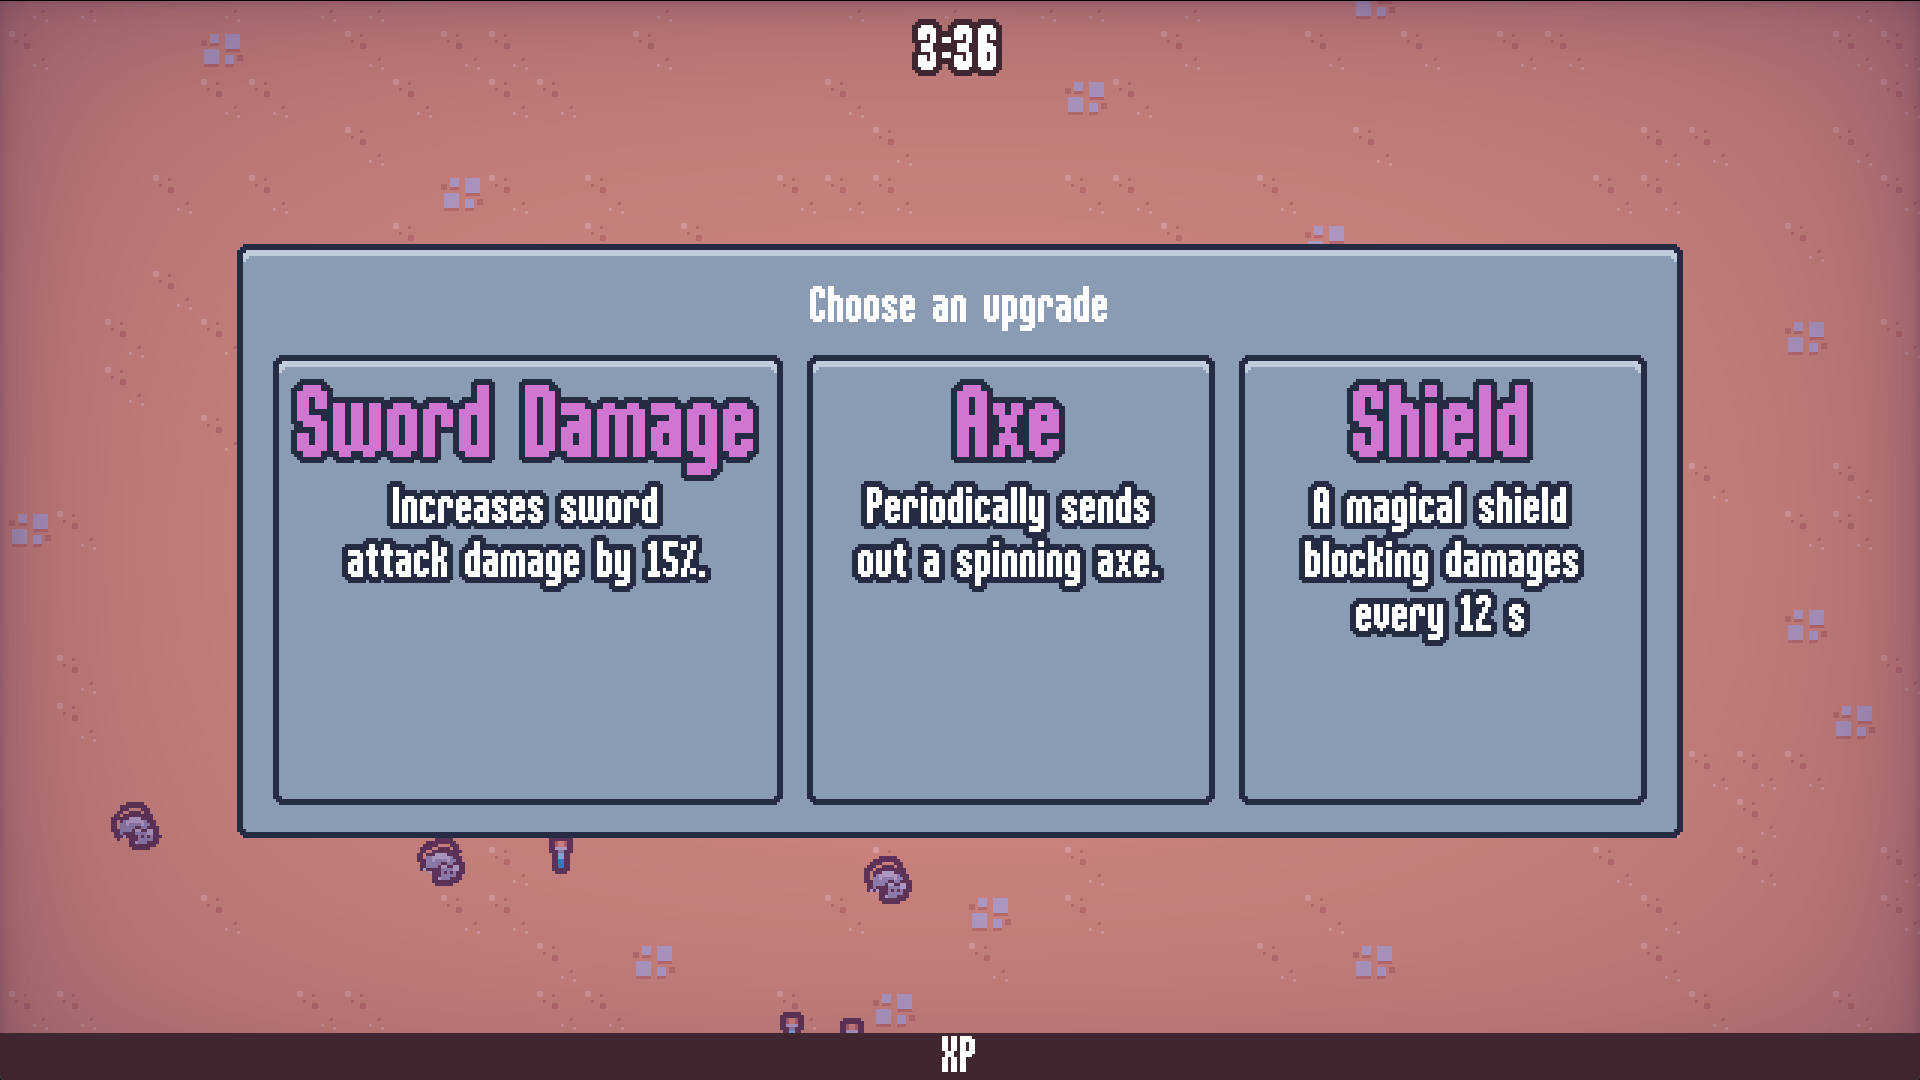 3:36
Choose an upgrade
Sword Damage
Increases sword
attack damage by 15%.
Axe
Periodically sends
out a spinning axe.
Shield
A magical shield
blocking damages
every 12 s
XP